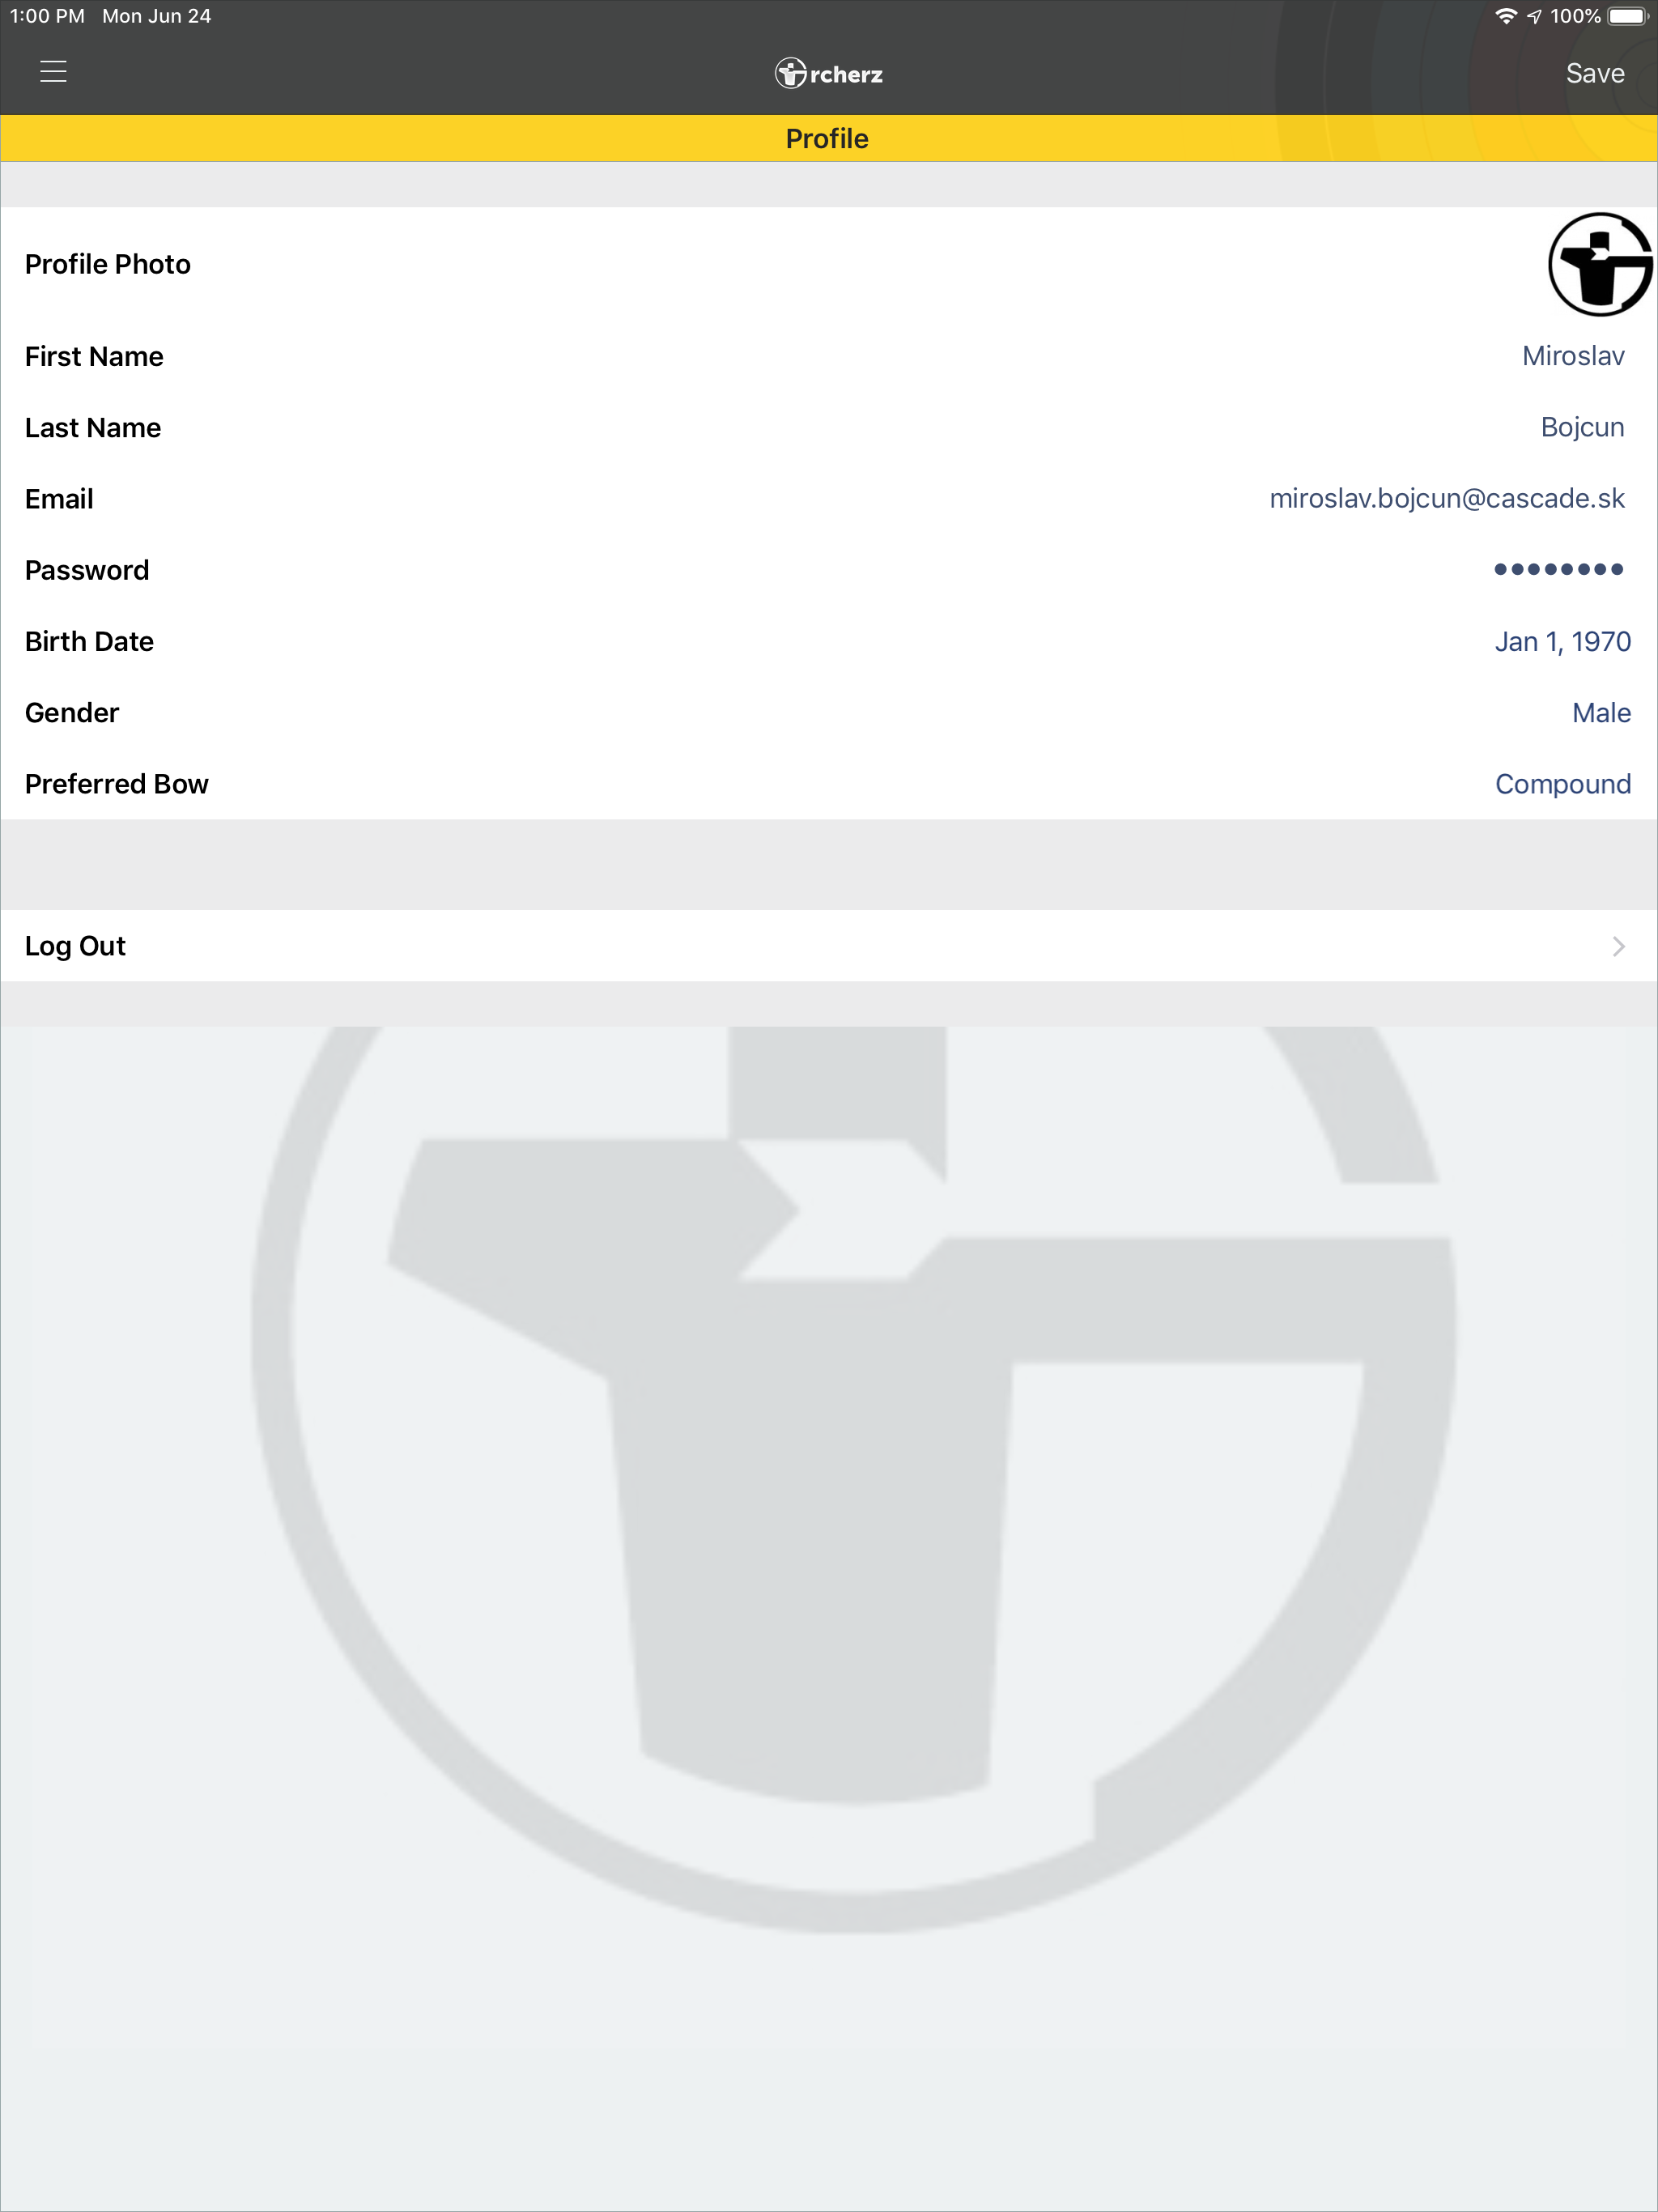 1:00 PM Mon Jun 24 100%
rcherz Save
Profile
Profile Photo
First Name Miroslav
Last Name Bojcun
Email miroslav.bojcun@cascade.sk
Password ••••••••
Birth Date Jan 1, 1970
Gender Male
Preferred Bow Compound
Log Out